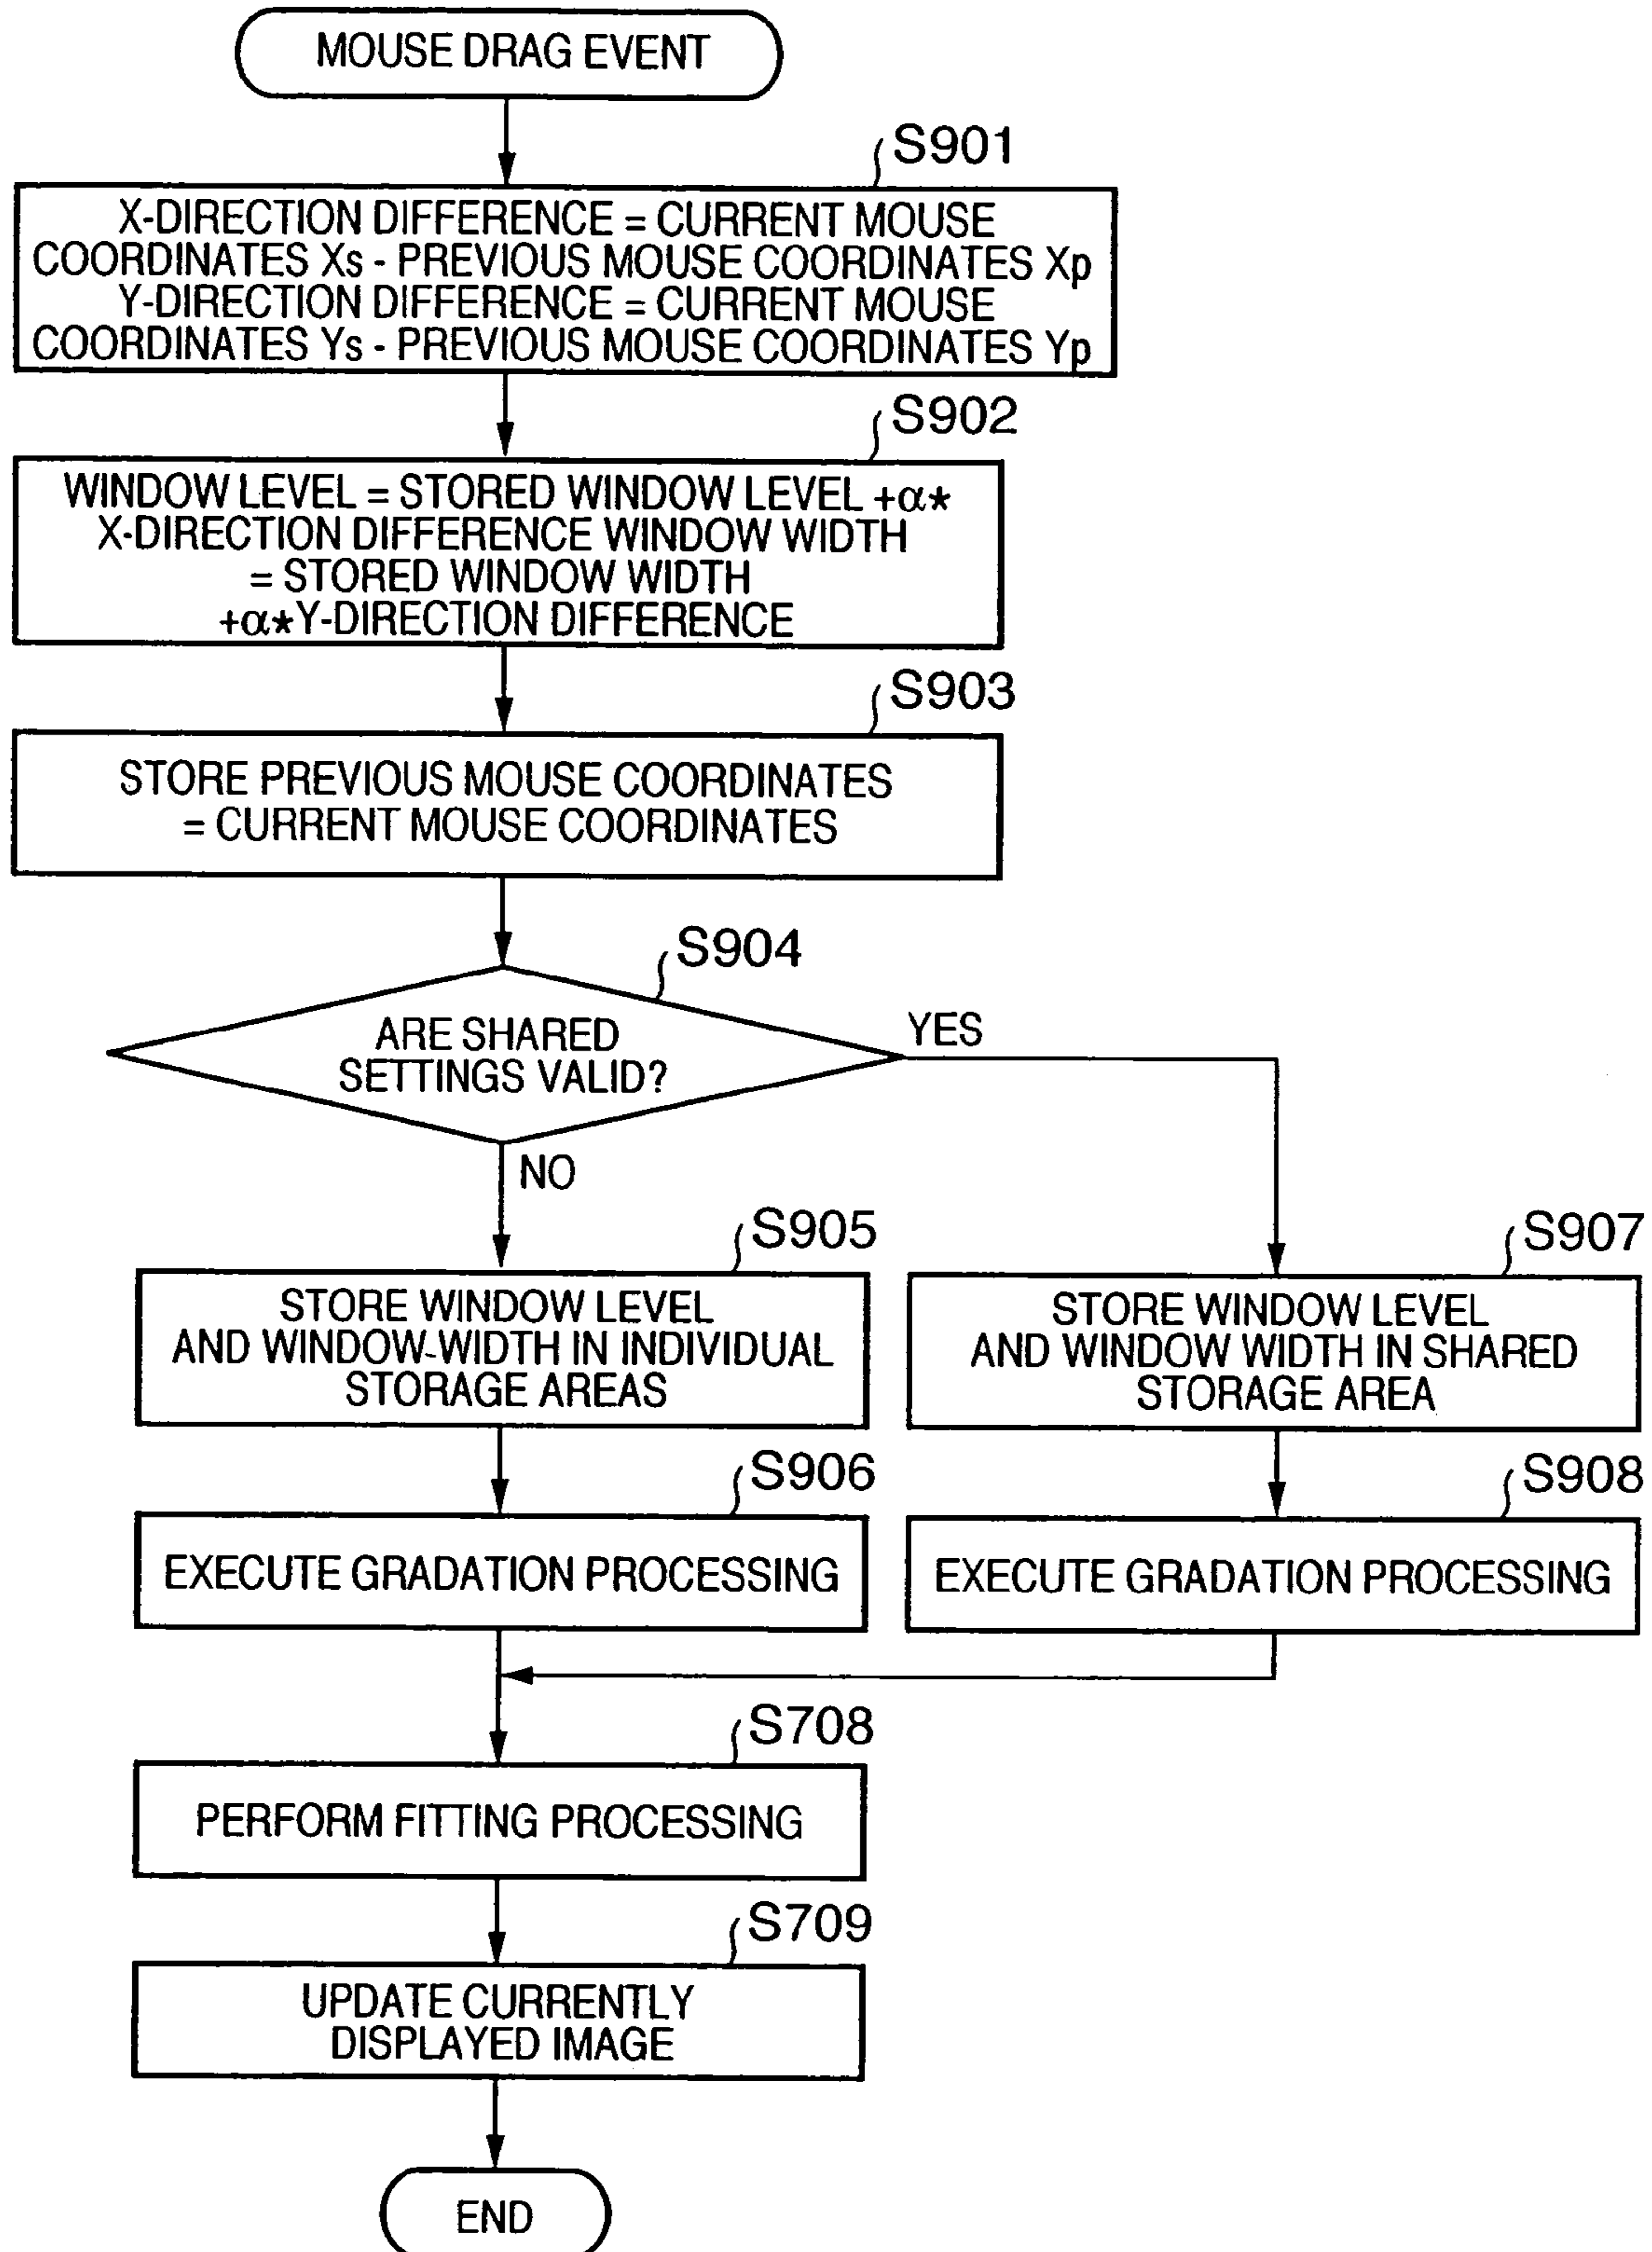 MOUSE DRAG EVENT
S901
X-DIRECTION DIFFERENCE = CURRENT MOUSE
COORDINATES Xs - PREVIOUS MOUSE COORDINATES Xp
Y-DIRECTION DIFFERENCE = CURRENT MOUSE
COORDINATES Ys - PREVIOUS MOUSE COORDINATES Yp
S902
WINDOW LEVEL = STORED WINDOW LEVEL +α*
X-DIRECTION DIFFERENCE WINDOW WIDTH
= STORED WINDOW WIDTH
+α*Y-DIRECTION DIFFERENCE
S903
STORE PREVIOUS MOUSE COORDINATES
= CURRENT MOUSE COORDINATES
S904
ARE SHARED
SETTINGS VALID?
YES
NO
S905
STORE WINDOW LEVEL
AND WINDOW-WIDTH IN INDIVIDUAL
STORAGE AREAS
S907
STORE WINDOW LEVEL
AND WINDOW WIDTH IN SHARED
STORAGE AREA
S906
EXECUTE GRADATION PROCESSING
S908
EXECUTE GRADATION PROCESSING
S708
PERFORM FITTING PROCESSING
S709
UPDATE CURRENTLY
DISPLAYED IMAGE
END